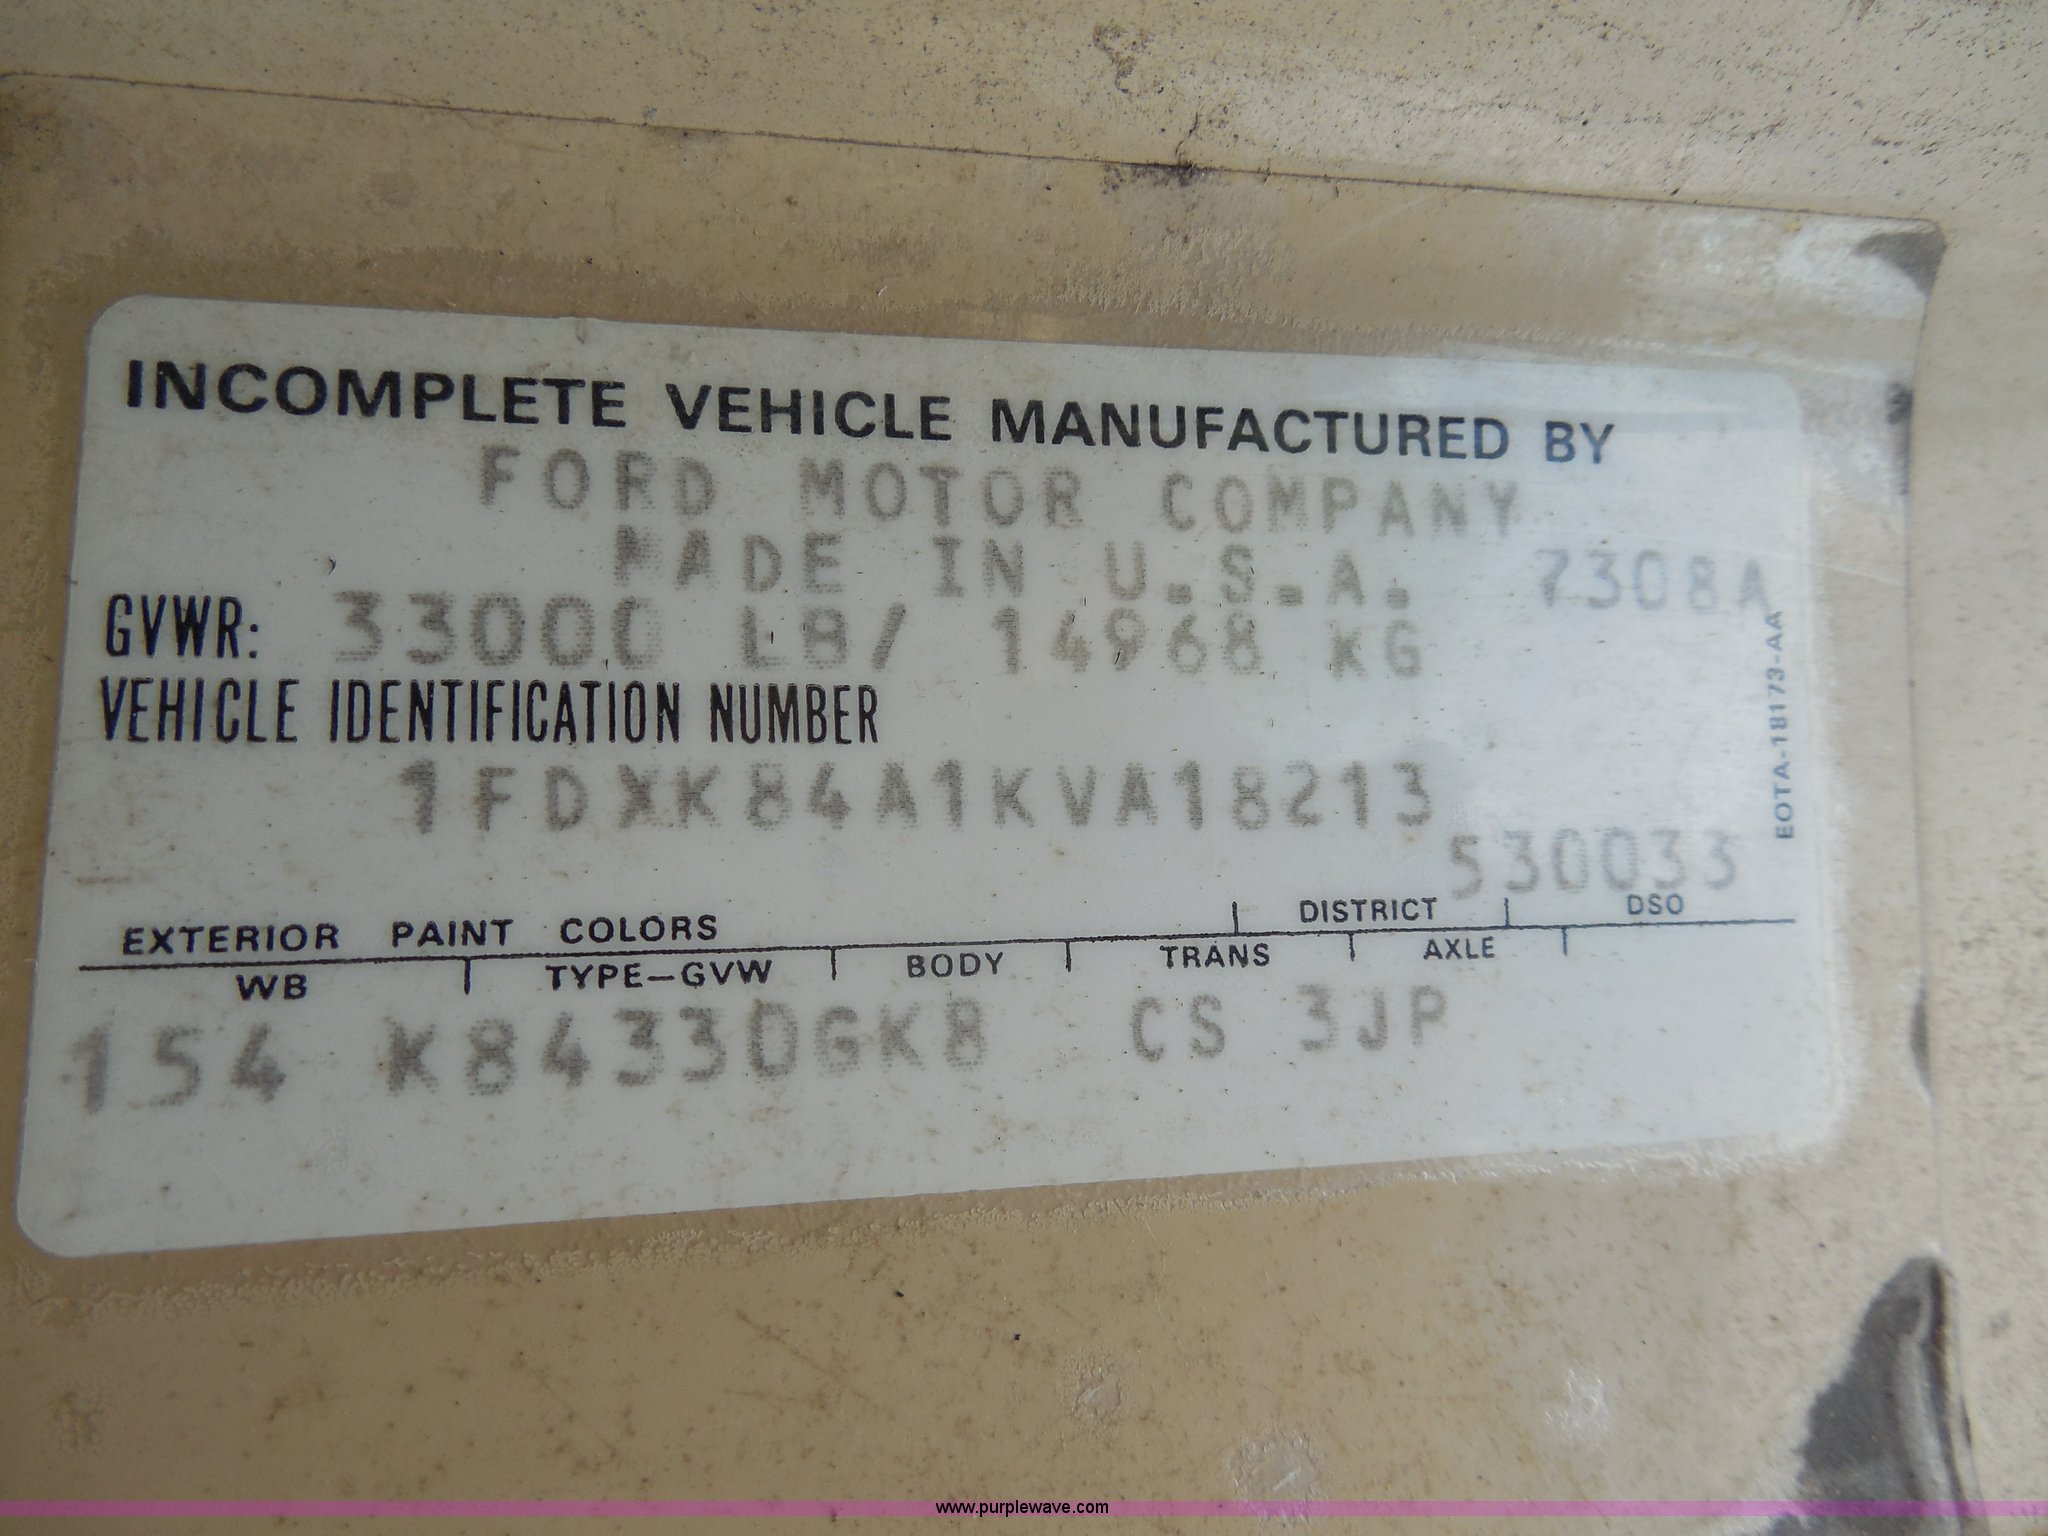 INCOMPLETE VEHICLE MANUFACTURED BY
FORD MOTOR COMPANY
MADE IN U.S.A. 7308A
GVWR: 33000 LB/ 14968 KG
VEHICLE IDENTIFICATION NUMBER
1FDXK84A1KVA18213
530033
EOTA-18173-AA
EXTERIOR PAINT COLORS DISTRICT DSO
WB TYPE-GVW BODY TRANS AXLE
154 K84330GK8 CS 3JP
www.purplewave.com